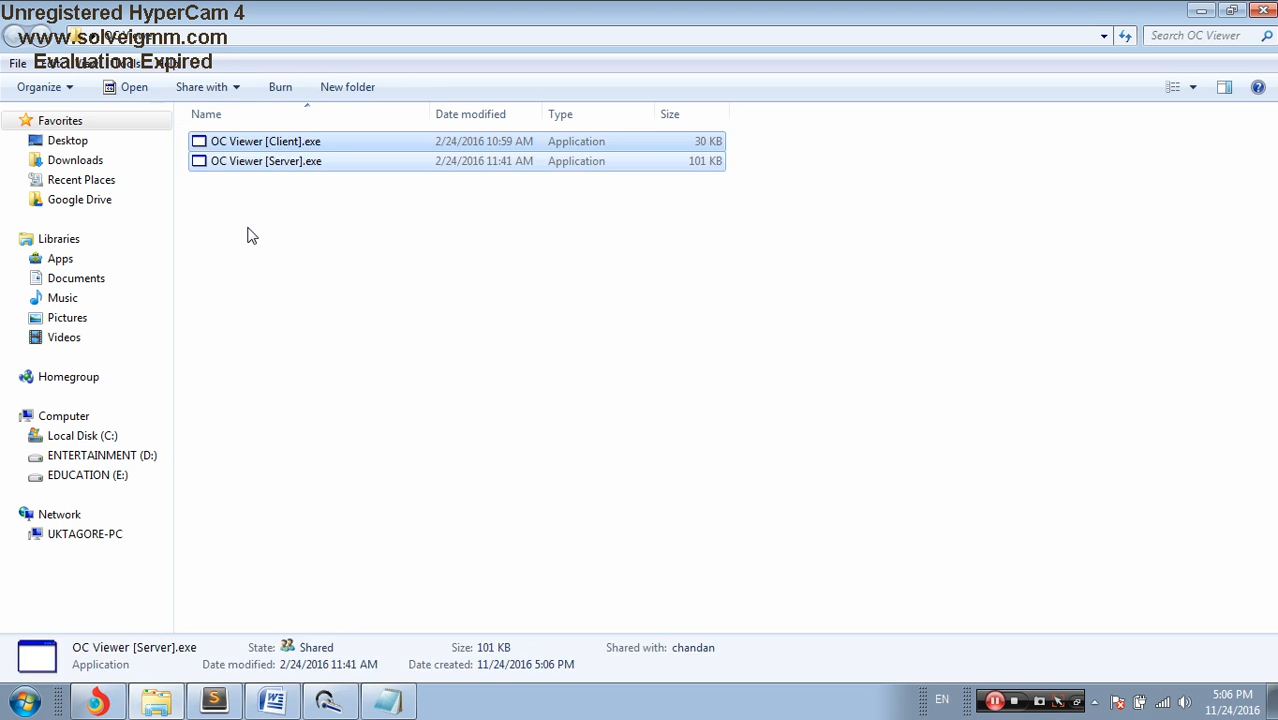 Unregistered HyperCam 4
www.solveigmm.com
Search OC Viewer
Evaluation Expired
File
Organize
Open
Share with
Burn
New folder
Name
Date modified
Type
Size
Favorites
Desktop
Downloads
Recent Places
Google Drive
Libraries
Apps
Documents
Music
Pictures
Videos
Homegroup
Computer
Local Disk (C:)
ENTERTAINMENT (D:)
EDUCATION (E:)
Network
UKTAGORE-PC
OC Viewer [Client].exe 2/24/2016 10:59 AM Application 30 KB
OC Viewer [Server].exe 2/24/2016 11:41 AM Application 101 KB
OC Viewer [Server].exe State: Shared Size: 101 KB Shared with: chandan
Application Date modified: 2/24/2016 11:41 AM Date created: 11/24/2016 5:06 PM
EN
5:06 PM
11/24/2016